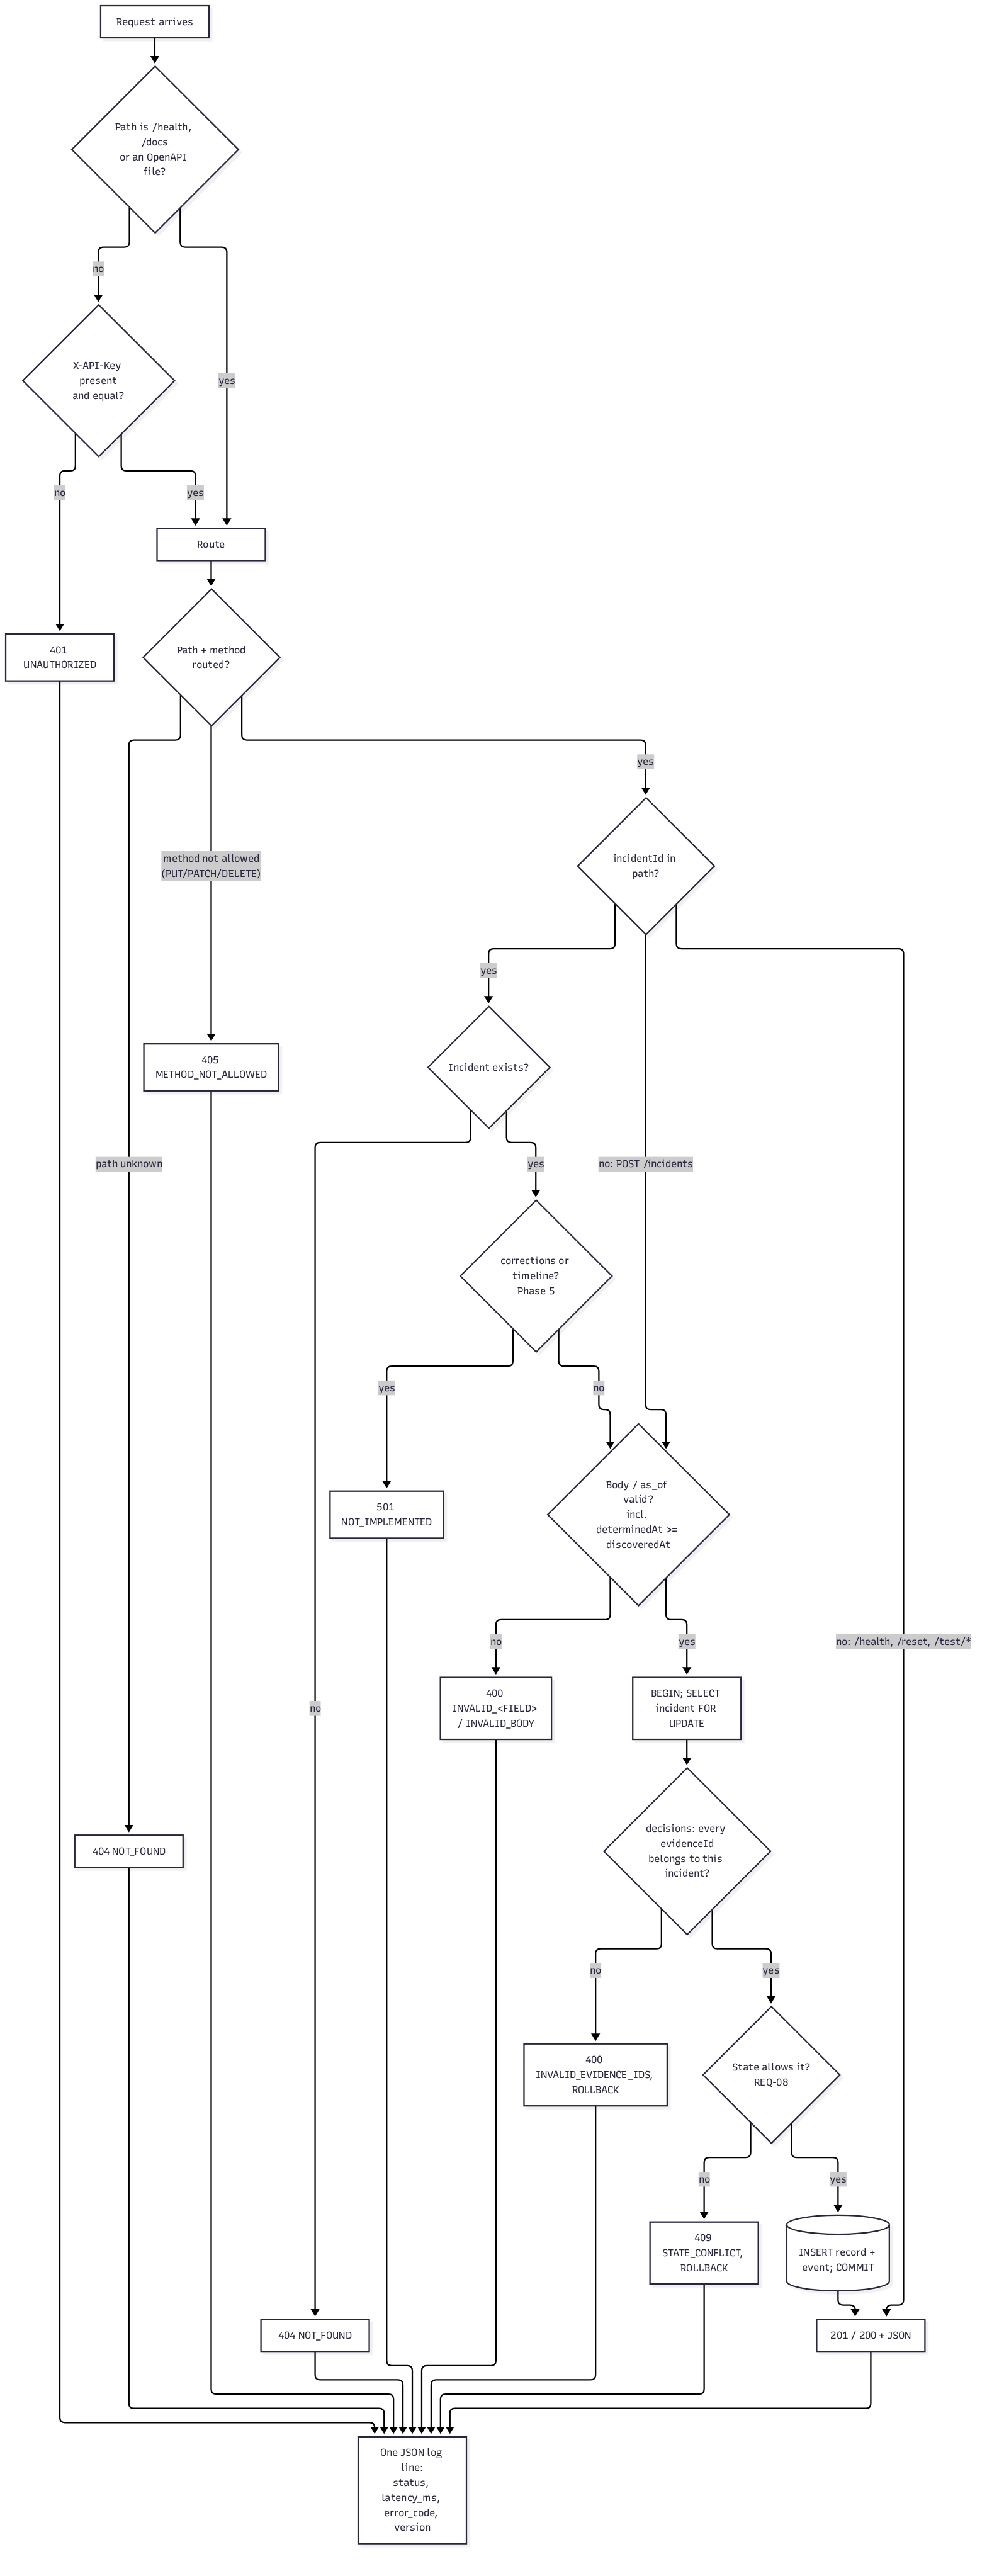 Request arrives
Path is /health,
/docs
or an OpenAPI
file?
no
yes
X-API-Key
present
and equal?
no
yes
Route
401
UNAUTHORIZED
Path + method
routed?
yes
method not allowed
(PUT/PATCH/DELETE)
incidentId in
path?
yes
405
METHOD_NOT_ALLOWED
Incident exists?
path unknown
yes
no: POST /incidents
corrections or
timeline?
Phase 5
yes
no
501
NOT_IMPLEMENTED
Body / as_of
valid?
incl.
determinedAt >=
discoveredAt
no
yes
no: /health, /reset, /test/*
no
400
INVALID_<FIELD>
/ INVALID_BODY
BEGIN; SELECT
incident FOR
UPDATE
404 NOT_FOUND
decisions: every
evidenceId
belongs to this
incident?
no
yes
400
INVALID_EVIDENCE_IDS,
ROLLBACK
State allows it?
REQ-08
no
yes
409
STATE_CONFLICT,
ROLLBACK
INSERT record +
event; COMMIT
404 NOT_FOUND
201 / 200 + JSON
One JSON log
line:
status,
latency_ms,
error_code,
version